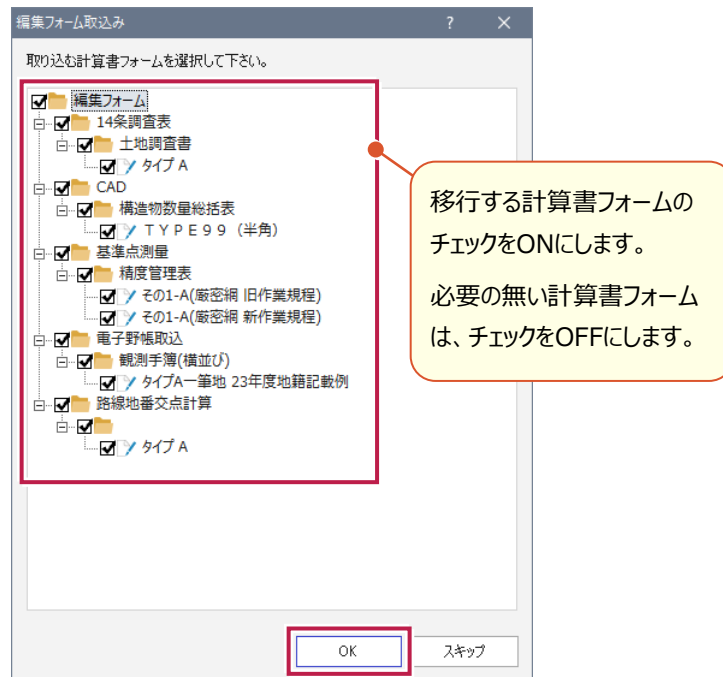 編集フォーム取込み ? ×
取り込む計算書フォームを選択して下さい。
編集フォーム
14条調査表
土地調査書
タイプ A
CAD
構造物数量総括表
ＴＹＰＥ９９（半角）
基準点測量
精度管理表
その1-A(厳密網 旧作業規程)
その1-A(厳密網 新作業規程)
電子野帳取込
観測手簿(横並び)
タイプA一筆地 23年度地籍記載例
路線地番交点計算
タイプ A
移行する計算書フォームの
チェックをONにします。
必要の無い計算書フォーム
は、チェックをOFFにします。
OK スキップ